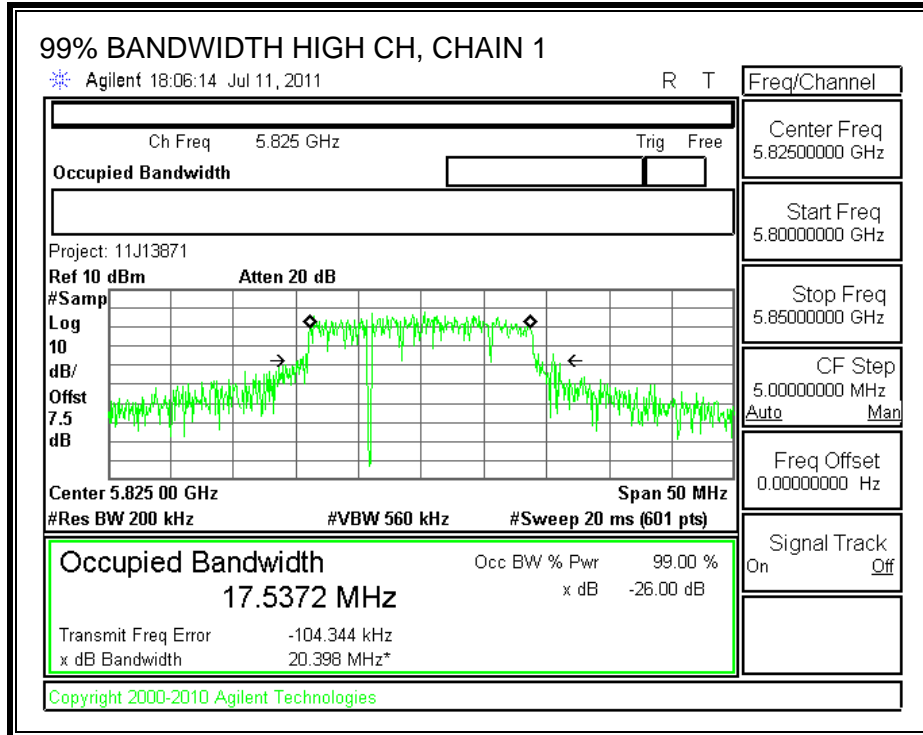 99% BANDWIDTH HIGH CH, CHAIN 1
Agilent 18:06:14 Jul 11, 2011
R T
Ch Freq 5.825 GHz
Trig Free
Occupied Bandwidth
Project: 11J13871
Ref 10 dBm Atten 20 dB
#Samp
Log
10
dB/
Offst
7.5
dB
Center 5.825 00 GHz Span 50 MHz
#Res BW 200 kHz #VBW 560 kHz #Sweep 20 ms (601 pts)
Occupied Bandwidth
17.5372 MHz
Occ BW % Pwr 99.00 %
x dB -26.00 dB
Transmit Freq Error -104.344 kHz
x dB Bandwidth 20.398 MHz*
Copyright 2000-2010 Agilent Technologies
Freq/Channel
Center Freq
5.82500000 GHz
Start Freq
5.80000000 GHz
Stop Freq
5.85000000 GHz
CF Step
5.00000000 MHz
Auto Man
Freq Offset
0.00000000 Hz
Signal Track
On Off